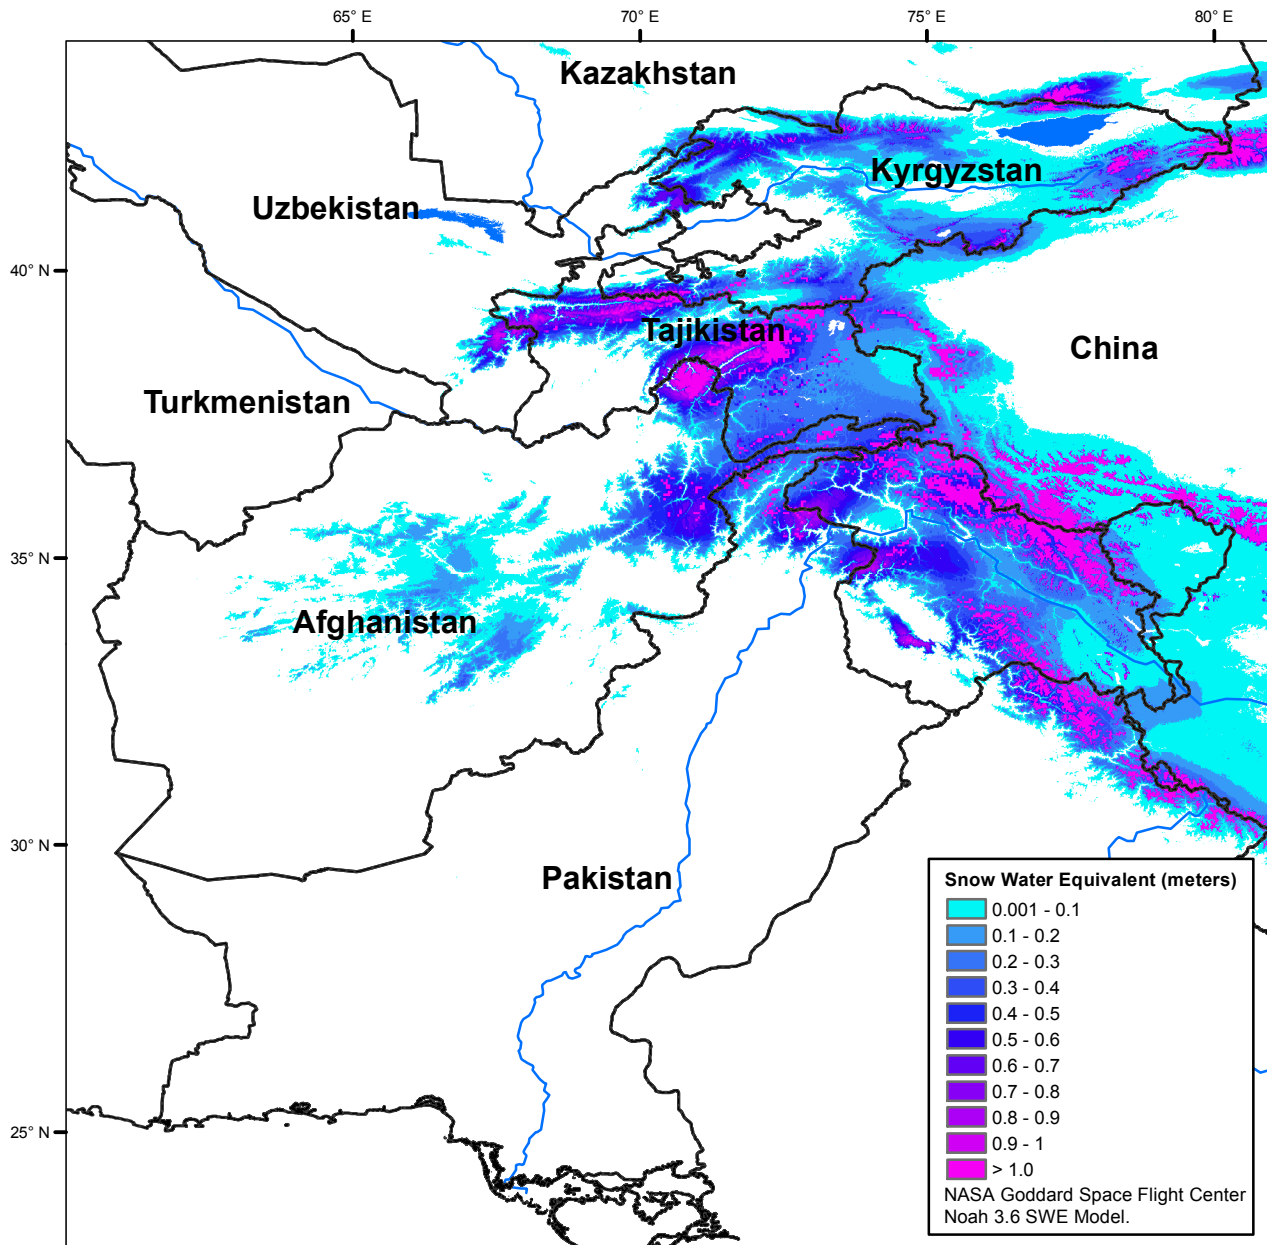 65° E
70° E
75° E
80° E
Kazakhstan
Kyrgyzstan
Uzbekistan
40° N
Tajikistan
China
Turkmenistan
35° N
Afghanistan
30° N
Pakistan
25° N
Snow Water Equivalent (meters)
0.001 - 0.1
0.1 - 0.2
0.2 - 0.3
0.3 - 0.4
0.4 - 0.5
0.5 - 0.6
0.6 - 0.7
0.7 - 0.8
0.8 - 0.9
0.9 - 1
> 1.0
NASA Goddard Space Flight Center
Noah 3.6 SWE Model.